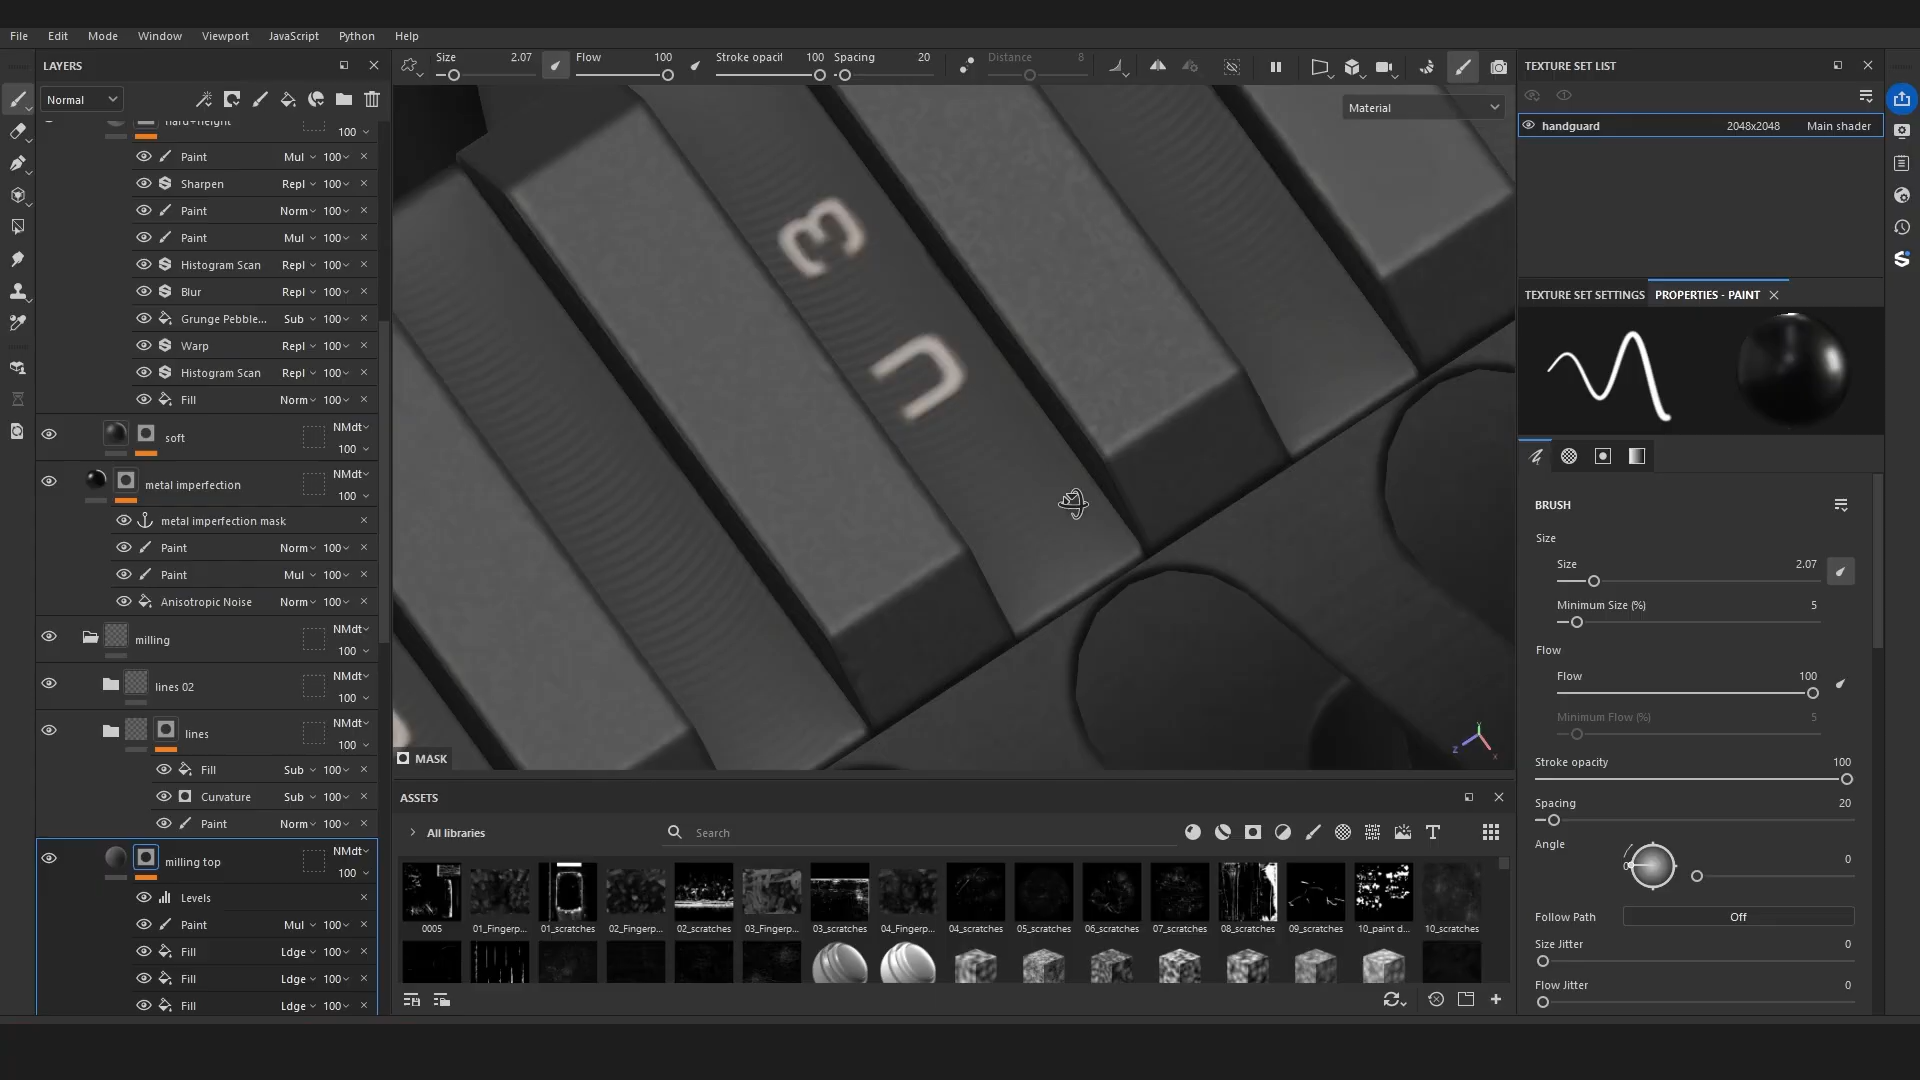 File Edit Mode Window Viewport JavaScript Python Help
LAYERS
Size 2.07 Flow 100 Stroke opacit 100 Spacing 20 Distance 8
Normal
Material
100
Paint Mul 100
Sharpen Repl 100
Paint Norm 100
Paint Mul 100
Histogram Scan Repl 100
Blur Repl 100
Grunge Pebble... Sub 100
Warp Repl 100
Histogram Scan Repl 100
Fill Norm 100
soft NMdt 100
metal imperfection NMdt 100
metal imperfection mask
Paint Norm 100
Paint Mul 100
Anisotropic Noise Norm 100
milling NMdt 100
lines 02 NMdt 100
lines NMdt 100
Fill Sub 100
Curvature Sub 100
Paint Norm 100
milling top NMdt 100
Levels
Paint Mul 100
Fill Ldge 100
Fill Ldge 100
Fill Ldge 100
3
U
Y
Z
X
MASK
ASSETS
All libraries
Search
0005 01_Fingerp... 01_scratches 02_Fingerp... 02_scratches 03_Fingerp... 03_scratches 04_Fingerp... 04_scratches 05_scratches 06_scratches 07_scratches 08_scratches 09_scratches 10_paint d... 10_scratches
TEXTURE SET LIST
handguard 2048x2048 Main shader
TEXTURE SET SETTINGS PROPERTIES - PAINT
BRUSH
Size
Size 2.07
Minimum Size (%) 5
Flow
Flow 100
Minimum Flow (%) 5
Stroke opacity 100
Spacing 20
Angle 0
Follow Path Off
Size Jitter 0
Flow Jitter 0